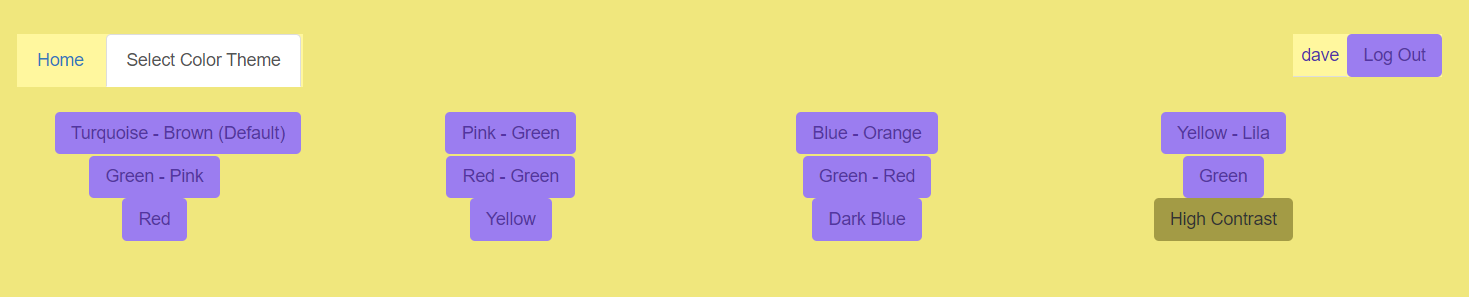 Home Select Color Theme dave Log Out
Turquoise - Brown (Default) Pink - Green Blue - Orange Yellow - Lila
Green - Pink Red - Green Green - Red Green
Red Yellow Dark Blue High Contrast